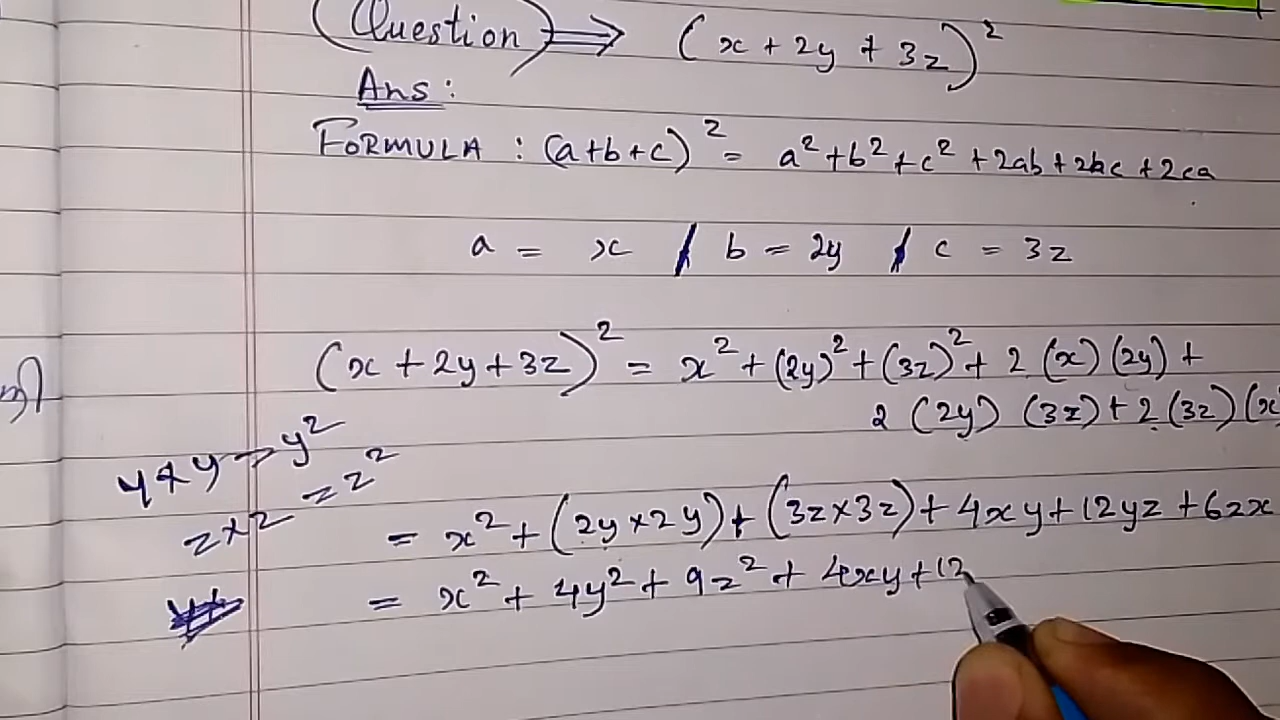 (Question) ⇒ (x + 2y + 3z)²
Ans :
FORMULA : (a+b+c)² = a² + b² + c² + 2ab + 2bc + 2ca
a = x / b = 2y / c = 3z
(x + 2y + 3z)² = x² + (2y)² + (3z)² + 2 (x) (2y) +
2 (2y) (3z) + 2 (3z) (x
y × y = y²
z × z = z²
= x² + (2y × 2y) + (3z × 3z) + 4xy + 12yz + 6zx
= x² + 4y² + 9z² + 4xy + 12